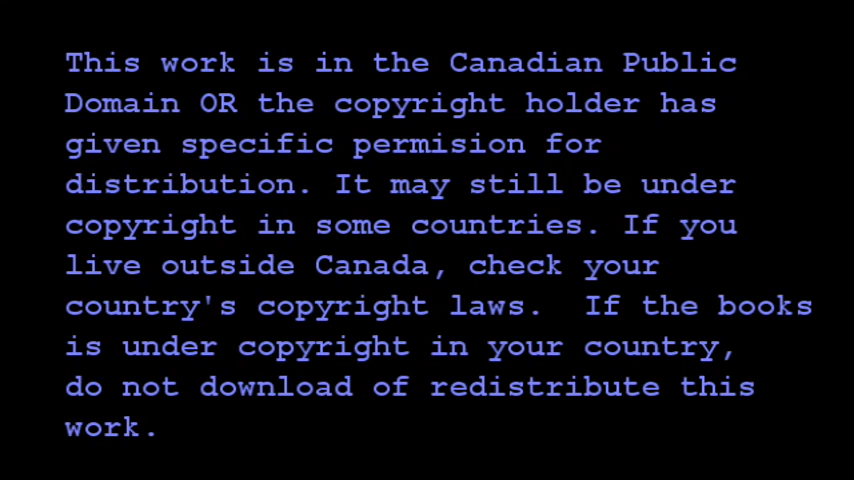 This work is in the Canadian Public
Domain OR the copyright holder has
given specific permision for
distribution. It may still be under
copyright in some countries. If you
live outside Canada, check your
country's copyright laws.  If the books
is under copyright in your country,
do not download of redistribute this
work.